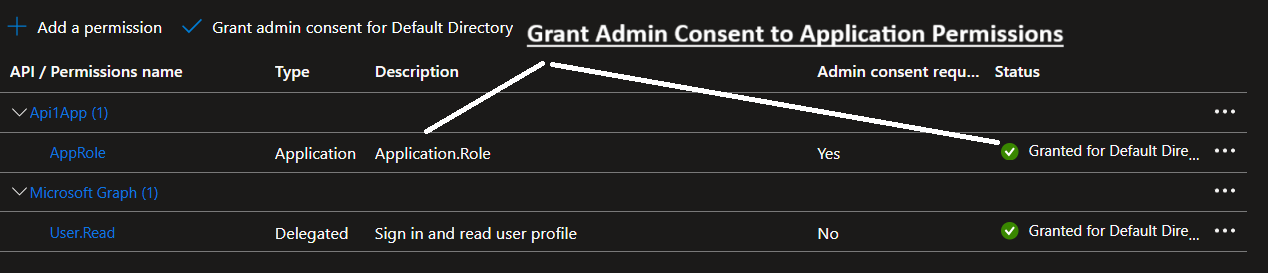 Add a permission Grant admin consent for Default Directory Grant Admin Consent to Application Permissions
API / Permissions name Type Description Admin consent requ... Status
Api1App (1)
AppRole Application Application.Role Yes Granted for Default Dire...
Microsoft Graph (1)
User.Read Delegated Sign in and read user profile No Granted for Default Dire...